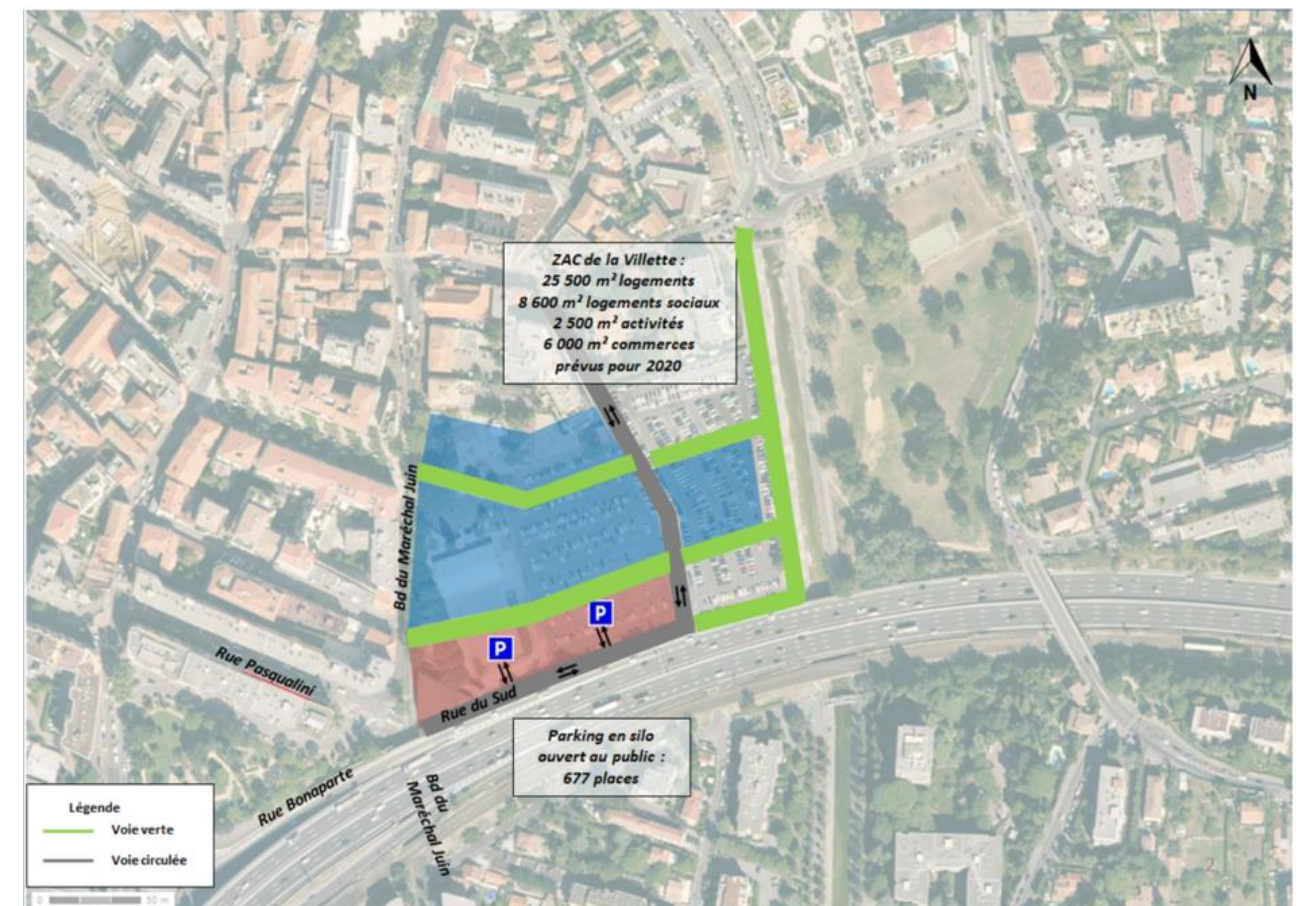 N
ZAC de la Villette :
25 500 m² logements
8 600 m² logements sociaux
2 500 m² activités
6 000 m² commerces
prévus pour 2020
Bd du Maréchal Juin
P
P
Rue Pasqualini
Rue du Sud
Parking en silo
ouvert au public :
677 places
Rue Bonaparte
Bd du
Maréchal Juin
Légende
Voie verte
Voie circulée
0 50 m
2